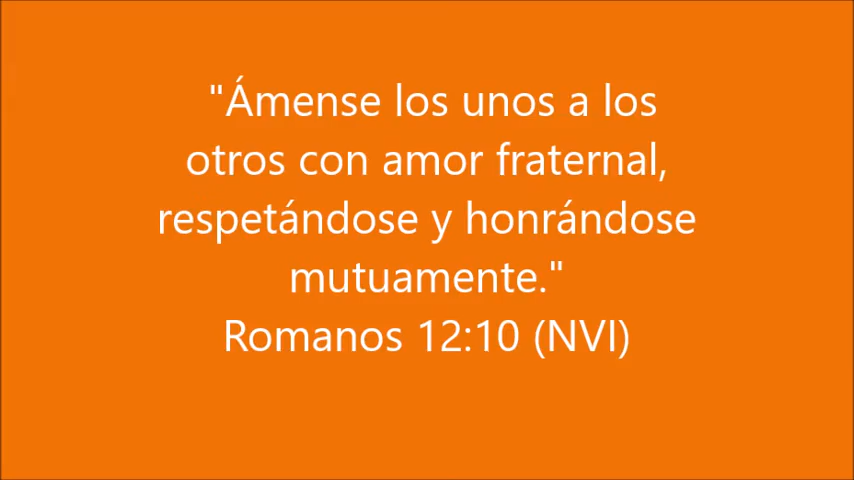 "Ámense los unos a los
otros con amor fraternal,
respetándose y honrándose
mutuamente."
Romanos 12:10 (NVI)